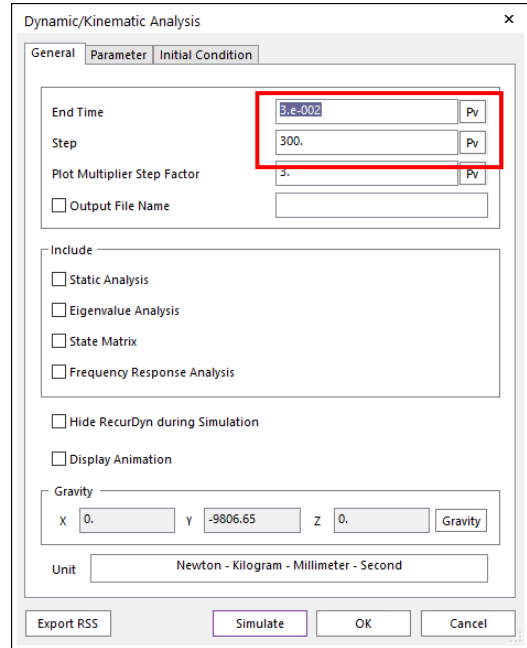 Dynamic/Kinematic Analysis
General Parameter Initial Condition
End Time 3.e-002 Pv
Step 300. Pv
Plot Multiplier Step Factor 3. Pv
Output File Name
Include
Static Analysis
Eigenvalue Analysis
State Matrix
Frequency Response Analysis
Hide RecurDyn during Simulation
Display Animation
Gravity
X 0. Y -9806.65 Z 0. Gravity
Unit Newton - Kilogram - Millimeter - Second
Export RSS Simulate OK Cancel